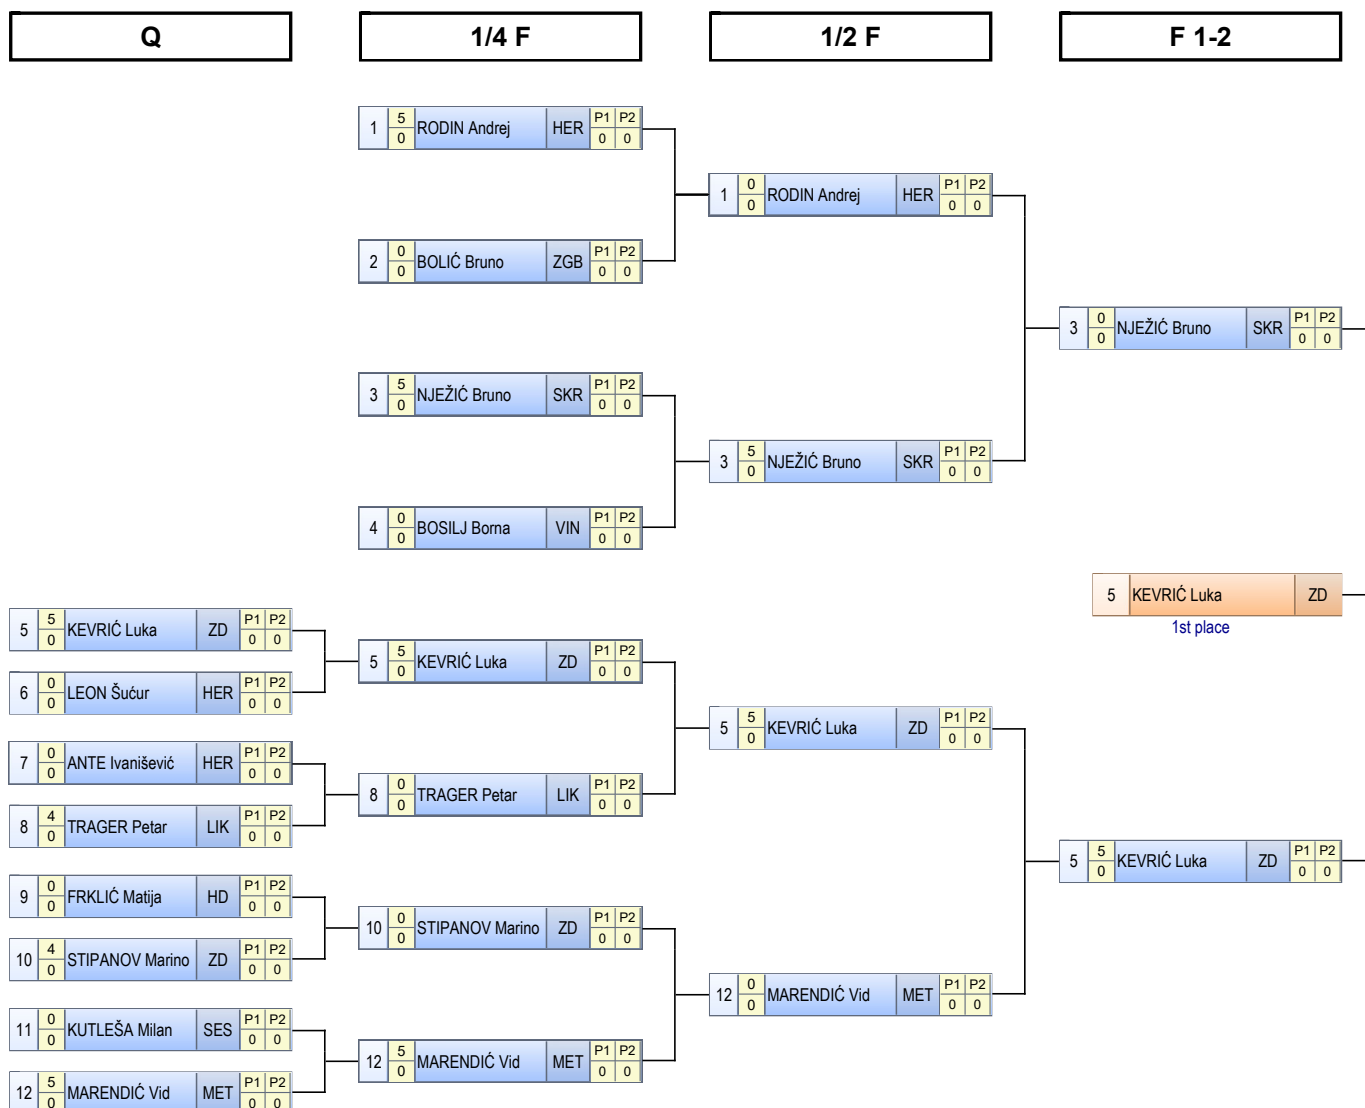 Q 1/4 F 1/2 F F 1-2
1 5 0 RODIN Andrej HER P1 P2 0 0
1 0 0 RODIN Andrej HER P1 P2 0 0
2 0 0 BOLIĆ Bruno ZGB P1 P2 0 0
3 0 0 NJEŽIĆ Bruno SKR P1 P2 0 0
3 5 0 NJEŽIĆ Bruno SKR P1 P2 0 0
3 5 0 NJEŽIĆ Bruno SKR P1 P2 0 0
4 0 0 BOSILJ Borna VIN P1 P2 0 0
5 KEVRIĆ Luka ZD
1st place
5 5 0 KEVRIĆ Luka ZD P1 P2 0 0
5 5 0 KEVRIĆ Luka ZD P1 P2 0 0
6 0 0 LEON Šućur HER P1 P2 0 0
5 5 0 KEVRIĆ Luka ZD P1 P2 0 0
7 0 0 ANTE Ivanišević HER P1 P2 0 0
8 0 0 TRAGER Petar LIK P1 P2 0 0
8 4 0 TRAGER Petar LIK P1 P2 0 0
5 5 0 KEVRIĆ Luka ZD P1 P2 0 0
9 0 0 FRKLIĆ Matija HD P1 P2 0 0
10 0 0 STIPANOV Marino ZD P1 P2 0 0
10 4 0 STIPANOV Marino ZD P1 P2 0 0
12 0 0 MARENDIĆ Vid MET P1 P2 0 0
11 0 0 KUTLEŠA Milan SES P1 P2 0 0
12 5 0 MARENDIĆ Vid MET P1 P2 0 0
12 5 0 MARENDIĆ Vid MET P1 P2 0 0